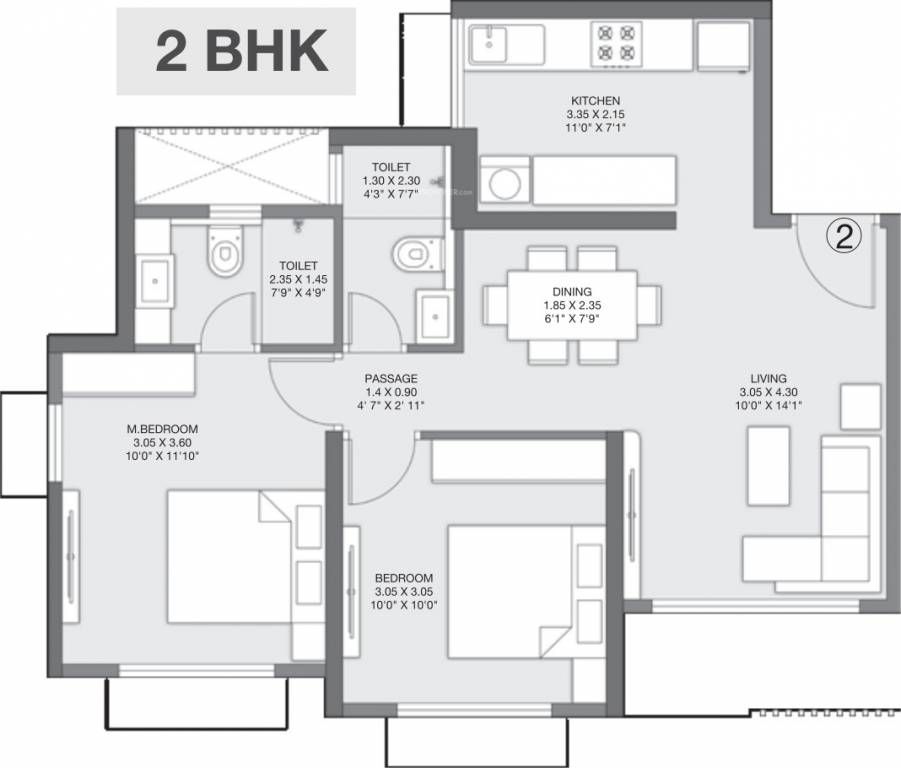 2 BHK
KITCHEN
3.35 X 2.15
11'0" X 7'1"
TOILET
1.30 X 2.30
4'3" X 7'7"
2
TOILET
2.35 X 1.45
7'9" X 4'9"
DINING
1.85 X 2.35
6'1" X 7'9"
PASSAGE
1.4 X 0.90
4' 7" X 2' 11"
LIVING
3.05 X 4.30
10'0" X 14'1"
M.BEDROOM
3.05 X 3.60
10'0" X 11'10"
BEDROOM
3.05 X 3.05
10'0" X 10'0"